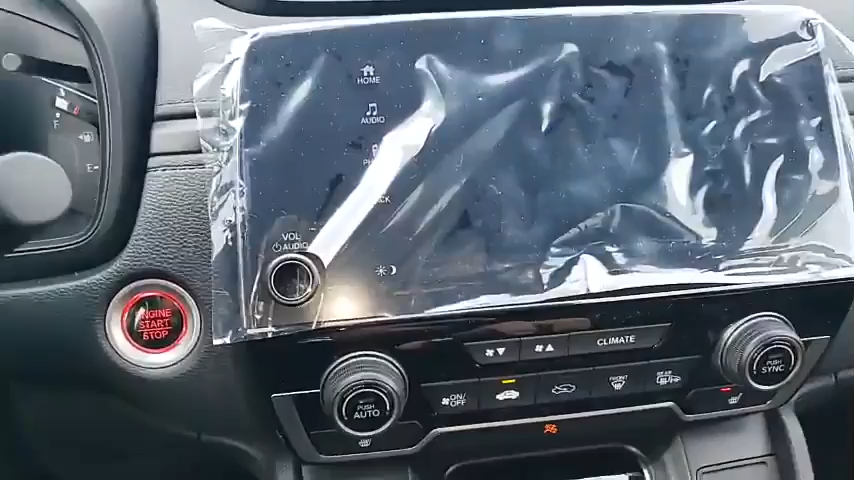 HOME
AUDIO
VOL
AUDIO
F
E
ENGINE
START
STOP
CLIMATE
PUSH
SYNC
PUSH
AUTO
ON/
OFF
FRONT
REAR